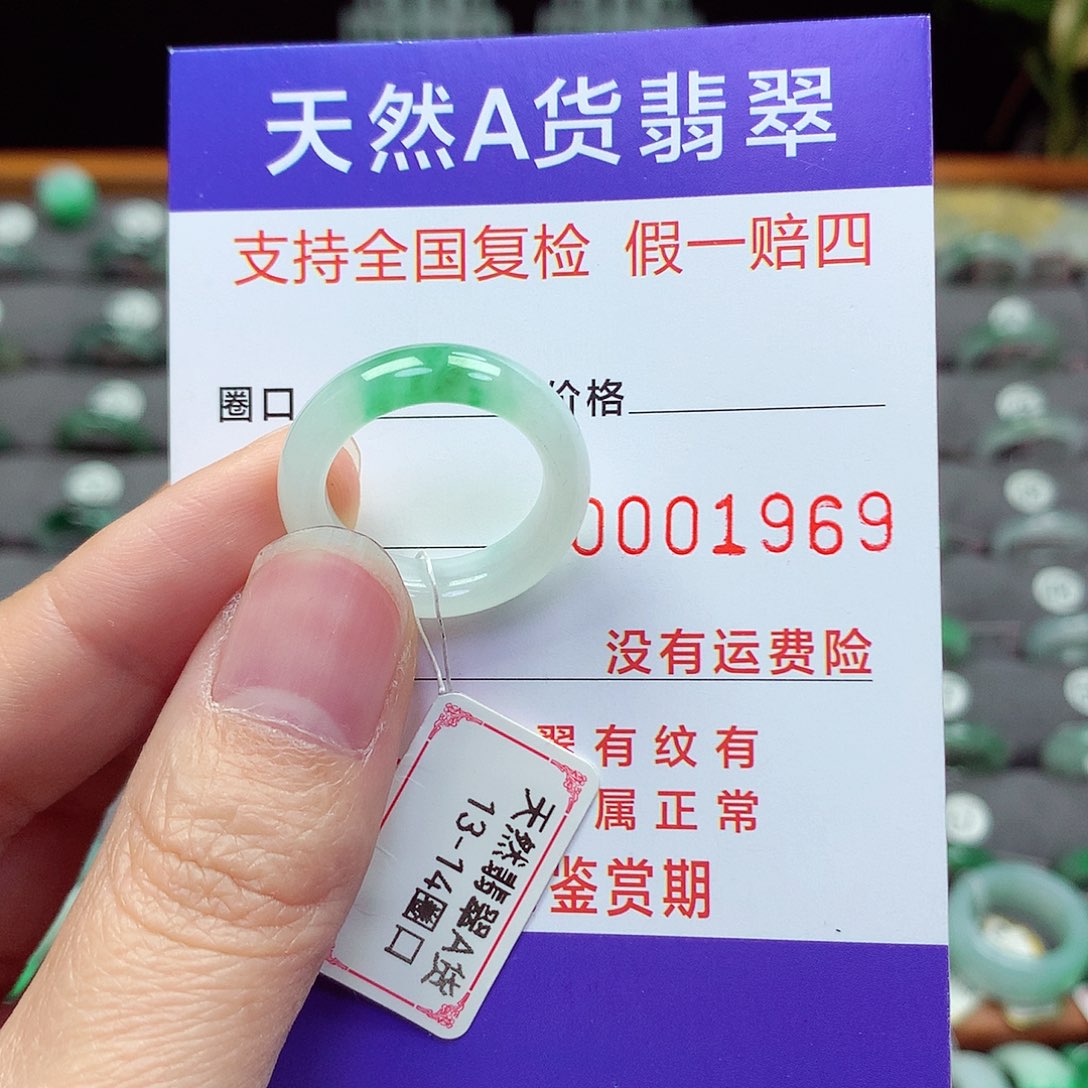 天然A货翡翠
支持全国复检 假一赔四
圈口 价格
0001969
没有运费险
翠有纹有
属正常
鉴赏期
天然翡翠A货
13-14圈口